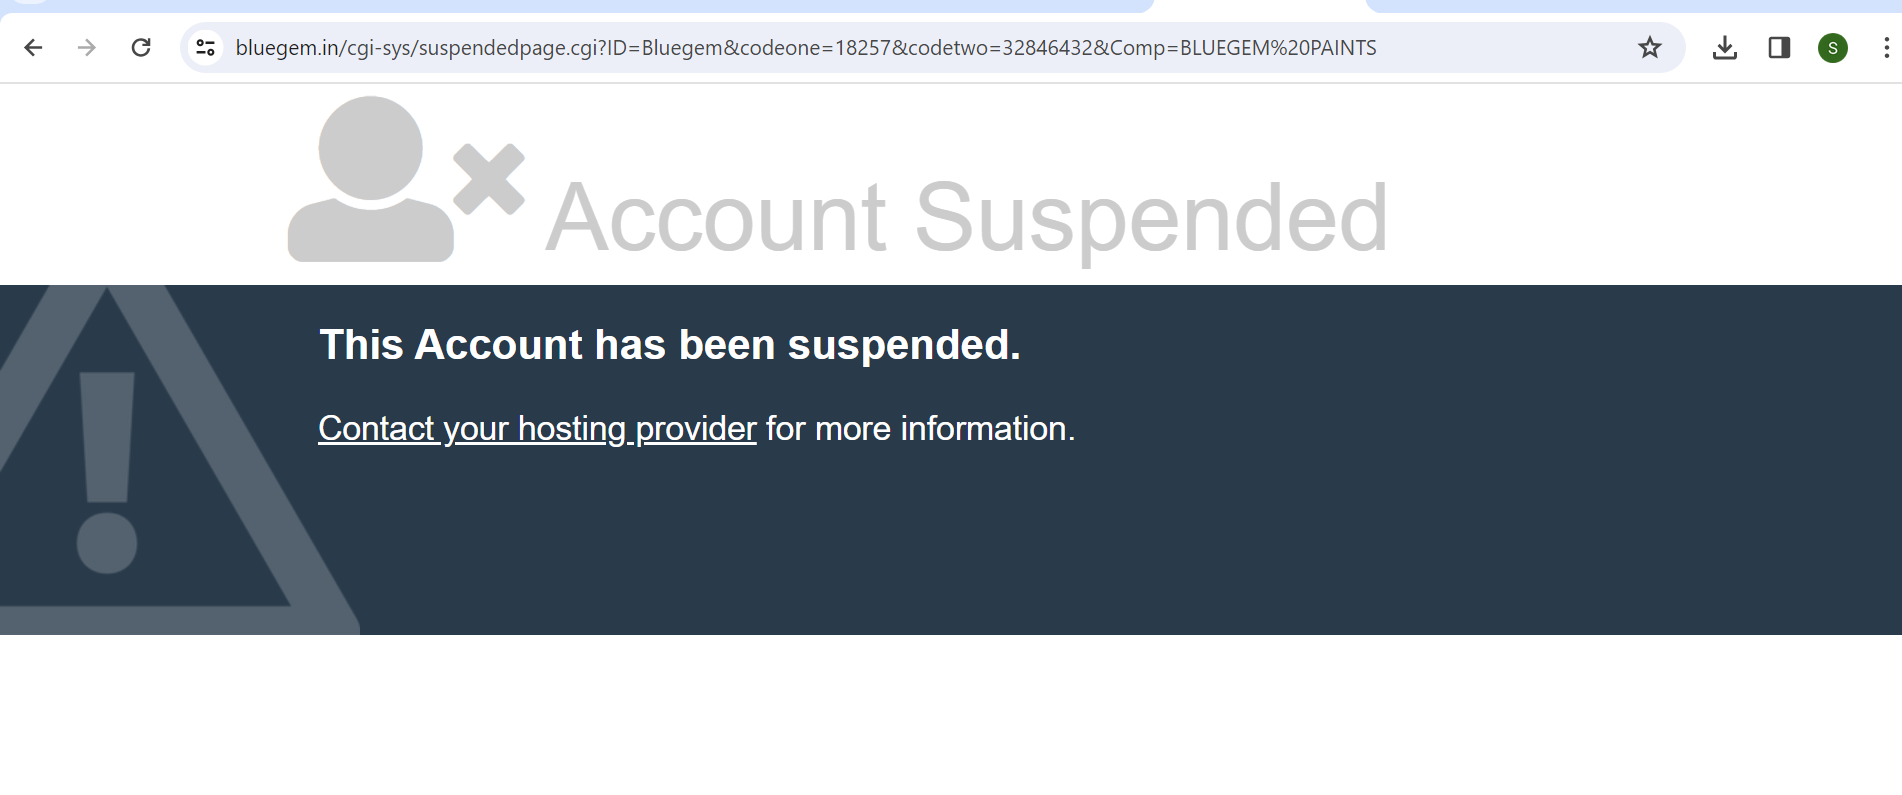 bluegem.in/cgi-sys/suspendedpage.cgi?ID=Bluegem&codeone=18257&codetwo=32846432&Comp=BLUEGEM%20PAINTS
S
Account Suspended
This Account has been suspended.
Contact your hosting provider for more information.